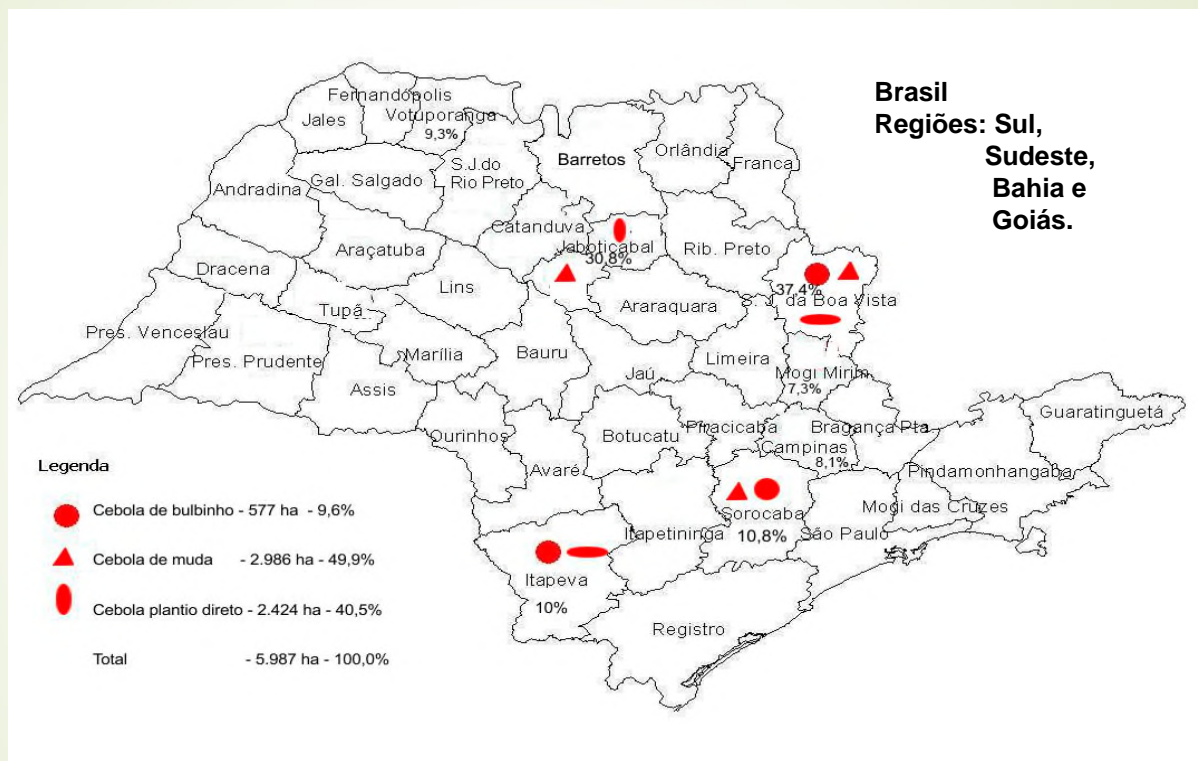 Brasil
Regiões: Sul,
Sudeste,
Bahia e
Goiás.
Fernandópolis
Jales
Votuporanga
9,3%
Barretos
Orlândia
Franca
S.J.do
Rio Preto
Gal. Salgado
Andradina
Catanduva
Jaboticabal
30,8%
Rib. Preto
Araçatuba
Dracena
Lins
Araraquara
37,4%
S. J. da Boa Vista
Tupã
Pres. Venceslau
Pres. Prudente
Marília
Bauru
Jaú
Limeira
Mogi Mirim
7,3%
Assis
Guaratinguetá
Ourinhos
Botucatu
Piracicaba
Bragança Pta.
Campinas
8,1%
Avaré
Pindamonhangaba
Sorocaba
10,8%
Mogi das Cruzes
São Paulo
Itapetininga
Itapeva
10%
Registro
Legenda
Cebola de bulbinho - 577 ha - 9,6%
Cebola de muda - 2.986 ha - 49,9%
Cebola plantio direto - 2.424 ha - 40,5%
Total - 5.987 ha - 100,0%